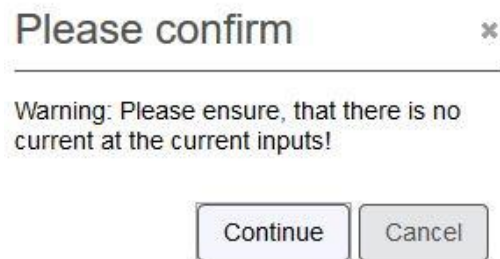 Please confirm
Warning: Please ensure, that there is no
current at the current inputs!
Continue
Cancel